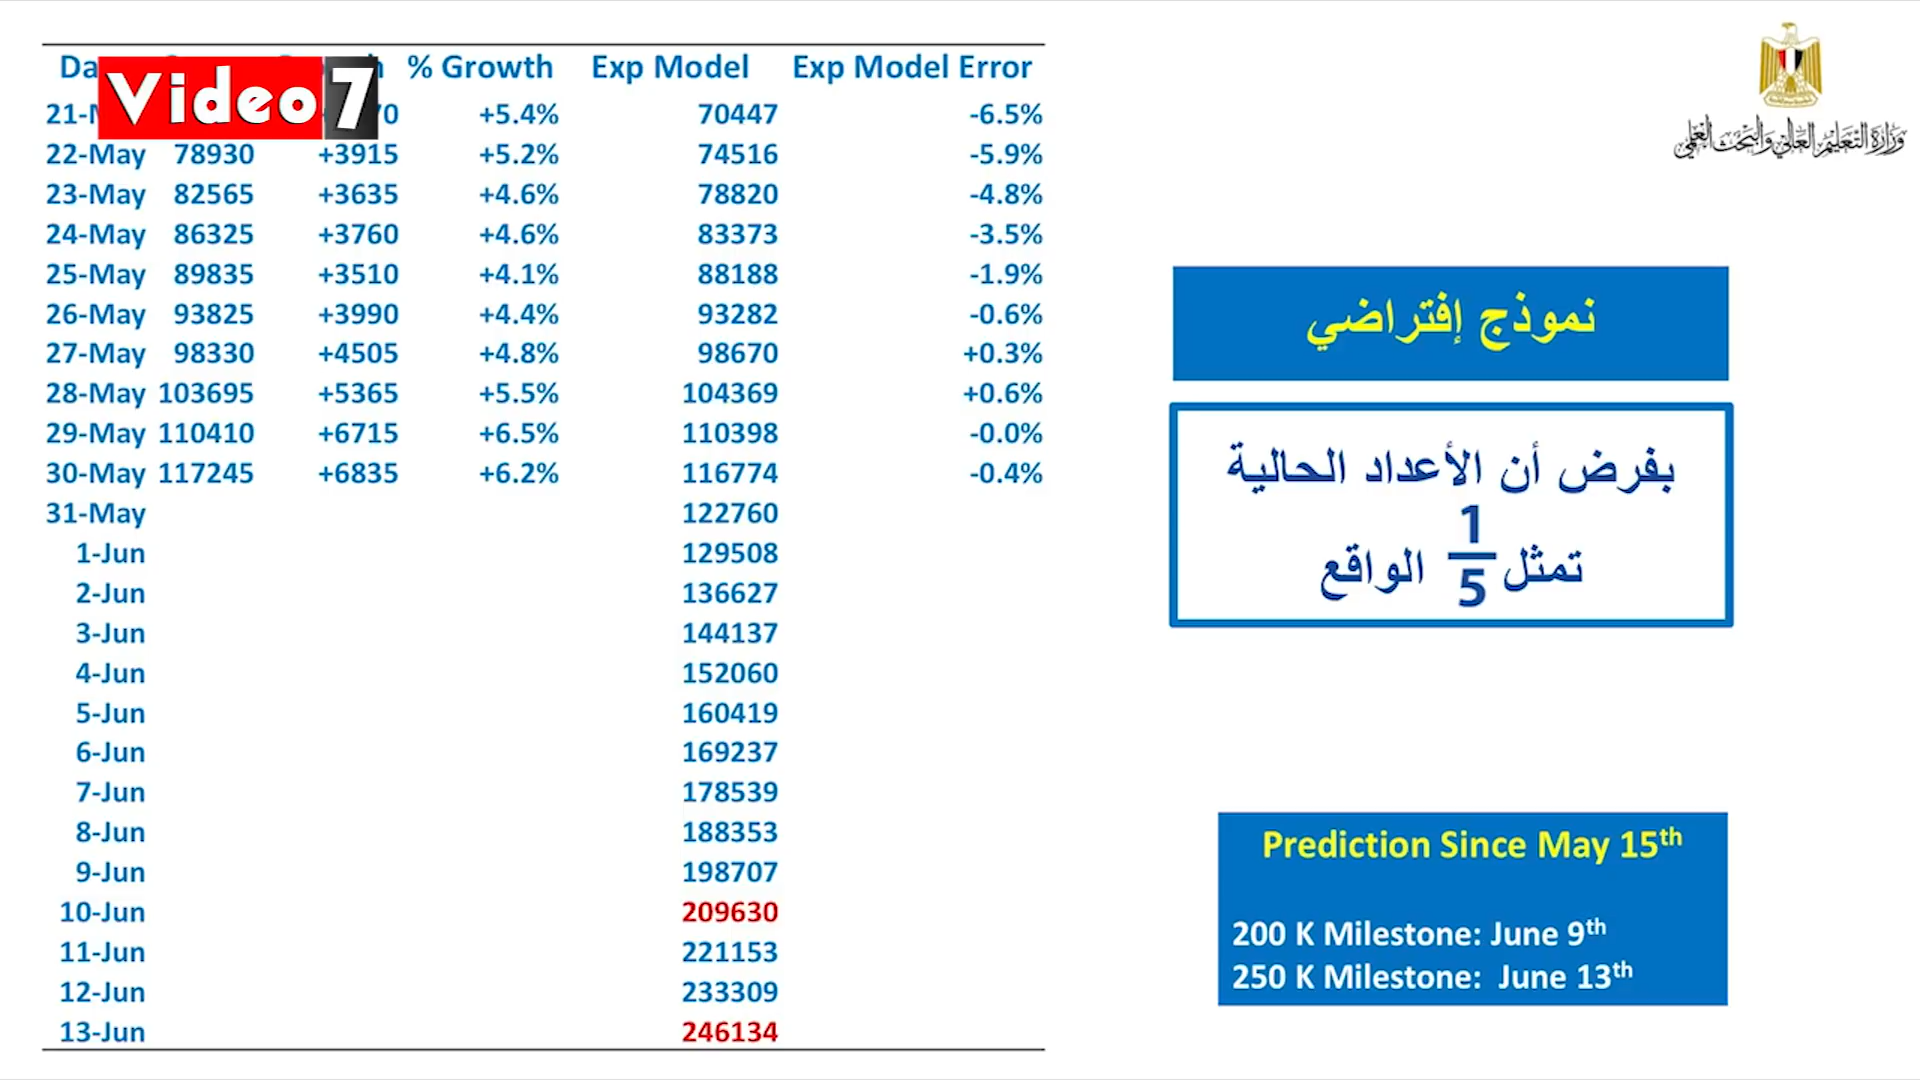 Video7
% Growth Exp Model Exp Model Error
+5.4% 70447 -6.5%
22-May 78930 +3915 +5.2% 74516 -5.9%
23-May 82565 +3635 +4.6% 78820 -4.8%
24-May 86325 +3760 +4.6% 83373 -3.5%
25-May 89835 +3510 +4.1% 88188 -1.9%
26-May 93825 +3990 +4.4% 93282 -0.6%
27-May 98330 +4505 +4.8% 98670 +0.3%
28-May 103695 +5365 +5.5% 104369 +0.6%
29-May 110410 +6715 +6.5% 110398 -0.0%
30-May 117245 +6835 +6.2% 116774 -0.4%
31-May 122760
1-Jun 129508
2-Jun 136627
3-Jun 144137
4-Jun 152060
5-Jun 160419
6-Jun 169237
7-Jun 178539
8-Jun 188353
9-Jun 198707
10-Jun 209630
11-Jun 221153
12-Jun 233309
13-Jun 246134
وزارة التعليم العالي والبحث العلمي
نموذج إفتراضي
بفرض أن الأعداد الحالية
تمثل 1/5 الواقع
Prediction Since May 15th
200 K Milestone: June 9th
250 K Milestone: June 13th